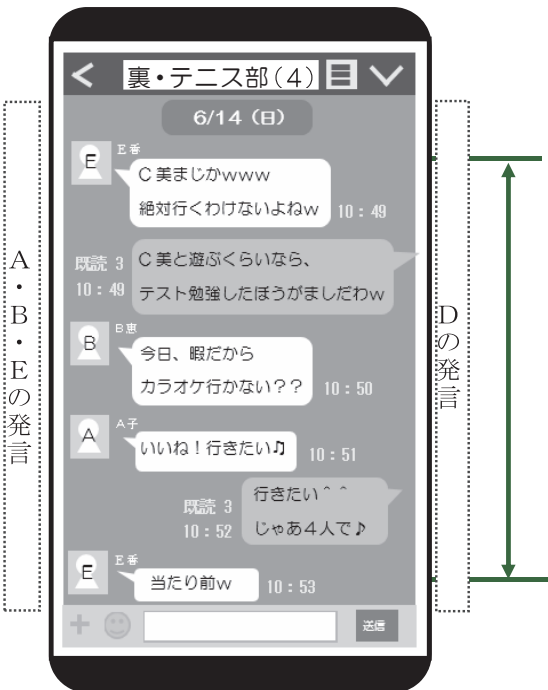 裏・テニス部(4)
6/14(日)
E
E番
C美まじかwww
絶対行くわけないよねw 10:49
既読 3
10:49
C美と遊ぶくらいなら、
テスト勉強したほうがましだわw
B
B恵
今日、暇だから
カラオケ行かない?? 10:50
A
A子
いいね!行きたい♫ 10:51
既読 3
10:52
行きたい^ ^
じゃあ4人で♪
E
E番
当たり前w 10:53
送信
A・B・Eの発言
Dの発言